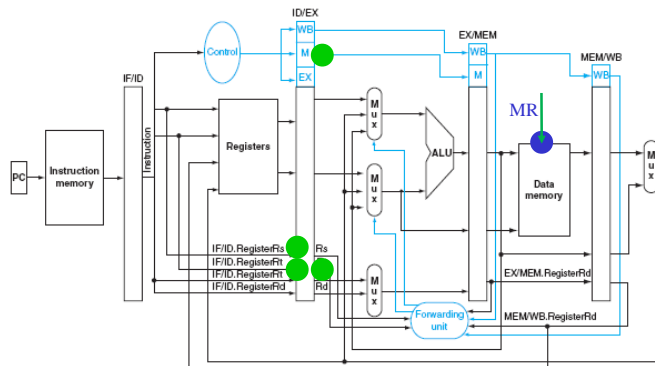 ID/EX
WB
EX/MEM
Control
M
WB
MEM/WB
IF/ID
EX
M
WB
MR
Mux
Registers
Instruction
ALU
Mux
PC
Instruction
memory
Mux
Data
memory
IF/ID.RegisterRs
Rs
IF/ID.RegisterRt
IF/ID.RegisterRt
IF/ID.RegisterRd
Rd
Mux
EX/MEM.RegisterRd
Forwarding
unit
MEM/WB.RegisterRd